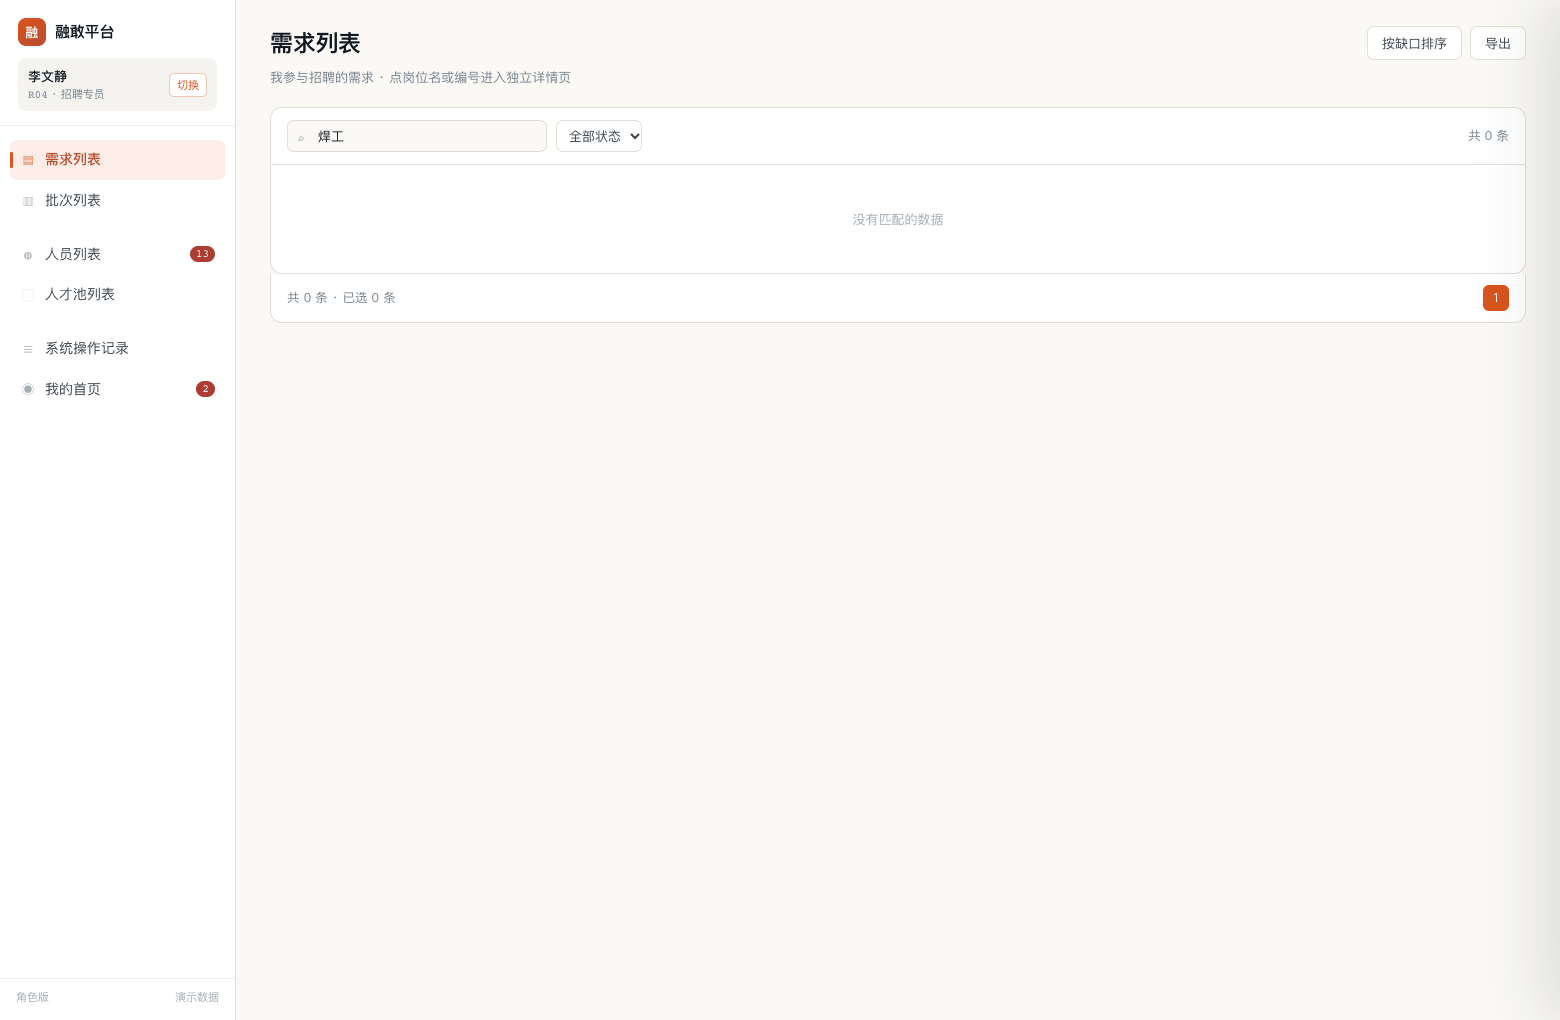 融 融敢平台
李文静
R04 · 招聘专员
切换
需求列表
批次列表
人员列表 13
人才池列表
系统操作记录
我的首页 2
角色版 演示数据
需求列表
我参与招聘的需求 · 点岗位名或编号进入独立详情页
按缺口排序 导出
焊工 全部状态 共 0 条
没有匹配的数据
共 0 条 · 已选 0 条 1